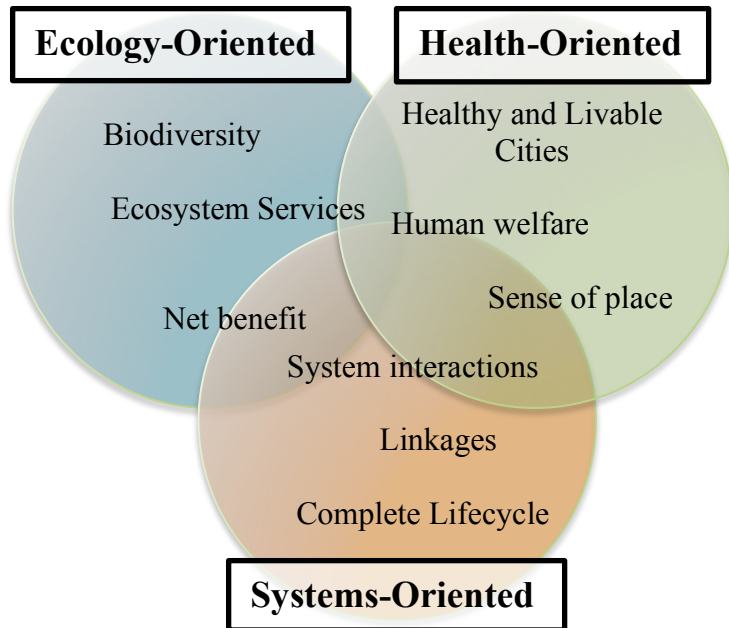 Ecology-Oriented
Health-Oriented
Biodiversity
Healthy and Livable
Cities
Ecosystem Services
Human welfare
Net benefit
Sense of place
System interactions
Linkages
Complete Lifecycle
Systems-Oriented